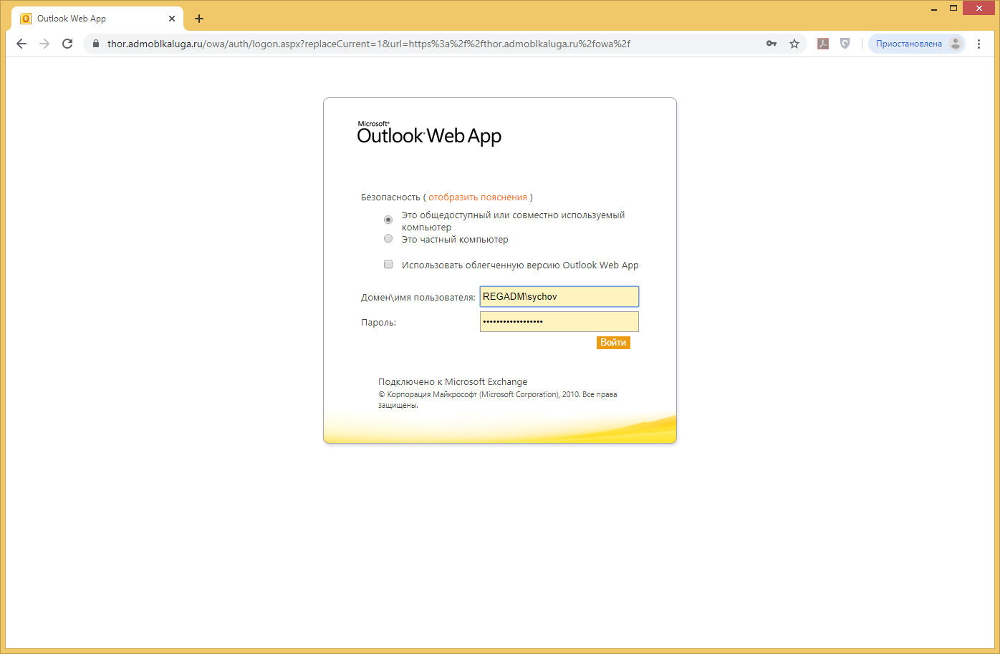 Outlook Web App
thor.admoblkaluga.ru/owa/auth/logon.aspx?replaceCurrent=1&url=https%3a%2f%2fthor.admoblkaluga.ru%2fowa%2f
Приостановлена
Microsoft®
Outlook® Web App
Безопасность ( отобразить пояснения )
Это общедоступный или совместно используемый
компьютер
Это частный компьютер
Использовать облегченную версию Outlook Web App
Домен\имя пользователя: REGADM\sychov
Пароль: ••••••••••••••••••
Войти
Подключено к Microsoft Exchange
© Корпорация Майкрософт (Microsoft Corporation), 2010. Все права
защищены.